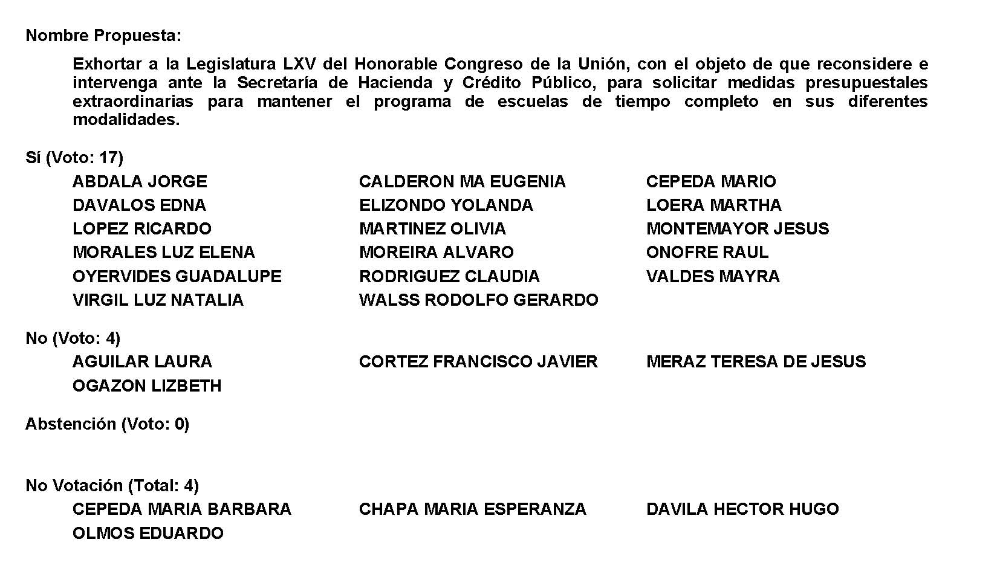 Nombre Propuesta:
Exhortar a la Legislatura LXV del Honorable Congreso de la Unión, con el objeto de que reconsidere e
intervenga ante la Secretaría de Hacienda y Crédito Público, para solicitar medidas presupuestales
extraordinarias para mantener el programa de escuelas de tiempo completo en sus diferentes
modalidades.
Sí (Voto: 17)
ABDALA JORGE CALDERON MA EUGENIA CEPEDA MARIO
DAVALOS EDNA ELIZONDO YOLANDA LOERA MARTHA
LOPEZ RICARDO MARTINEZ OLIVIA MONTEMAYOR JESUS
MORALES LUZ ELENA MOREIRA ALVARO ONOFRE RAUL
OYERVIDES GUADALUPE RODRIGUEZ CLAUDIA VALDES MAYRA
VIRGIL LUZ NATALIA WALSS RODOLFO GERARDO
No (Voto: 4)
AGUILAR LAURA CORTEZ FRANCISCO JAVIER MERAZ TERESA DE JESUS
OGAZON LIZBETH
Abstención (Voto: 0)
No Votación (Total: 4)
CEPEDA MARIA BARBARA CHAPA MARIA ESPERANZA DAVILA HECTOR HUGO
OLMOS EDUARDO